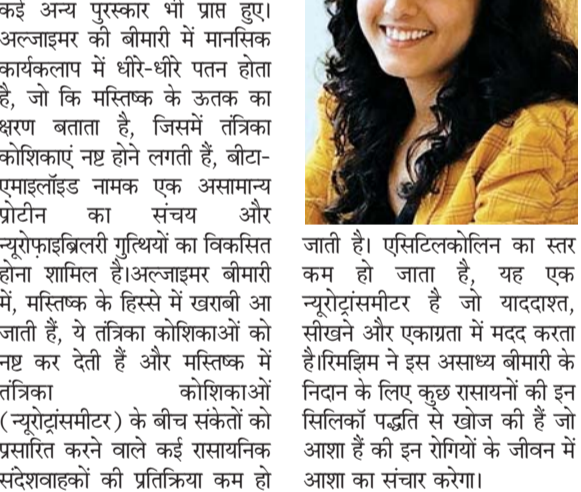 कई अन्य पुरस्कार भी प्राप्त हुए।
अल्जाइमर की बीमारी में मानसिक
कार्यकलाप में धीरे-धीरे पतन होता
है, जो कि मस्तिष्क के ऊतक का
क्षरण बताता है, जिसमें तंत्रिका
कोशिकाएं नष्ट होने लगती हैं, बीटा-
एमाइलॉइड नामक एक असामान्य
प्रोटीन का संचय और
न्यूरोफ़ाइब्रिलरी गुत्थियों का विकसित
होना शामिल है।अल्जाइमर बीमारी
में, मस्तिष्क के हिस्से में खराबी आ
जाती हैं, ये तंत्रिका कोशिकाओं को
नष्ट कर देती हैं और मस्तिष्क में
तंत्रिका कोशिकाओं
(न्यूरोट्रांसमीटर) के बीच संकेतों को
प्रसारित करने वाले कई रासायनिक
संदेशवाहकों की प्रतिक्रिया कम हो
जाती है। एसिटिलकोलिन का स्तर
कम हो जाता है, यह एक
न्यूरोट्रांसमीटर है जो याददाश्त,
सीखने और एकाग्रता में मदद करता
है।रिमझिम ने इस असाध्य बीमारी के
निदान के लिए कुछ रासायनों की इन
सिलिकॉ पद्धति से खोज की हैं जो
आशा हैं की इन रोगियों के जीवन में
आशा का संचार करेगा।